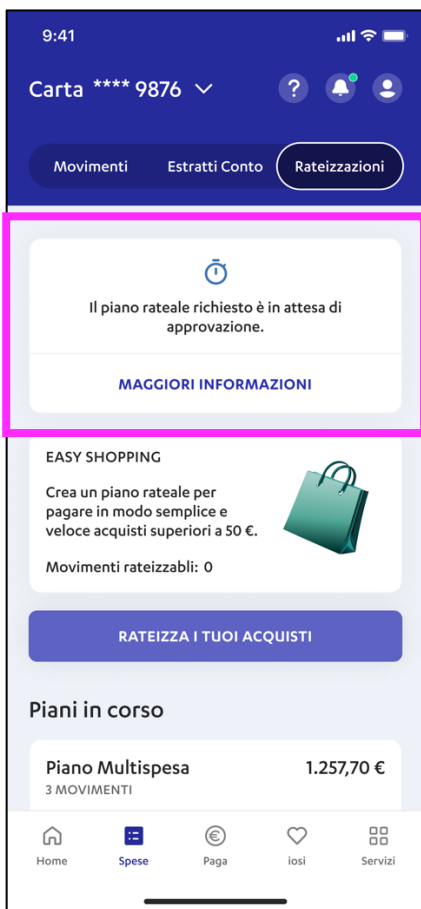 9:41
Carta **** 9876
?
Movimenti Estratti Conto Rateizzazioni
Il piano rateale richiesto è in attesa di
approvazione.
MAGGIORI INFORMAZIONI
EASY SHOPPING
Crea un piano rateale per
pagare in modo semplice e
veloce acquisti superiori a 50 €.
Movimenti rateizzabli: 0
RATEIZZA I TUOI ACQUISTI
Piani in corso
Piano Multispesa 1.257,70 €
3 MOVIMENTI
€
Home Spese Paga iosi Servizi